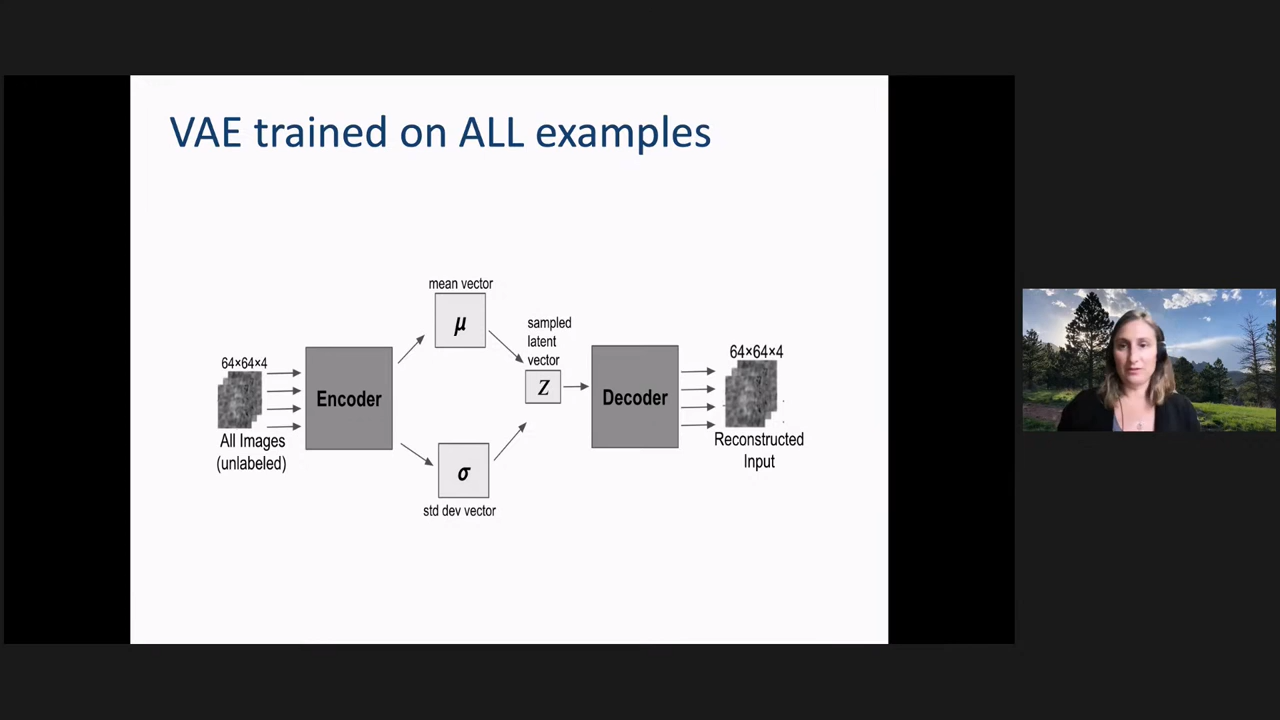 VAE trained on ALL examples
mean vector
μ
sampled
latent
vector
64×64×4
64×64×4
Encoder
Z
Decoder
All Images
(unlabeled)
Reconstructed
Input
σ
std dev vector